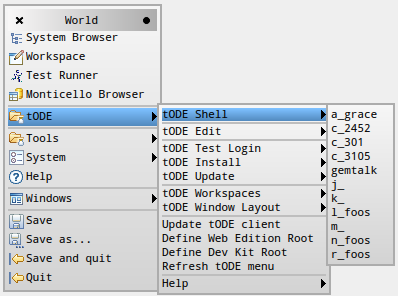 World
System Browser
Workspace
Test Runner
Monticello Browser
tODE
Tools
System
Help
Windows
Save
Save as...
Save and quit
Quit
tODE Shell
tODE Edit
tODE Test Login
tODE Install
tODE Update
tODE Workspaces
tODE Window Layout
Update tODE client
Define Web Edition Root
Define Dev Kit Root
Refresh tODE menu
Help
a_grace
c_2452
c_301
c_3105
gemtalk
j_
k_
l_foos
m_
n_foos
r_foos